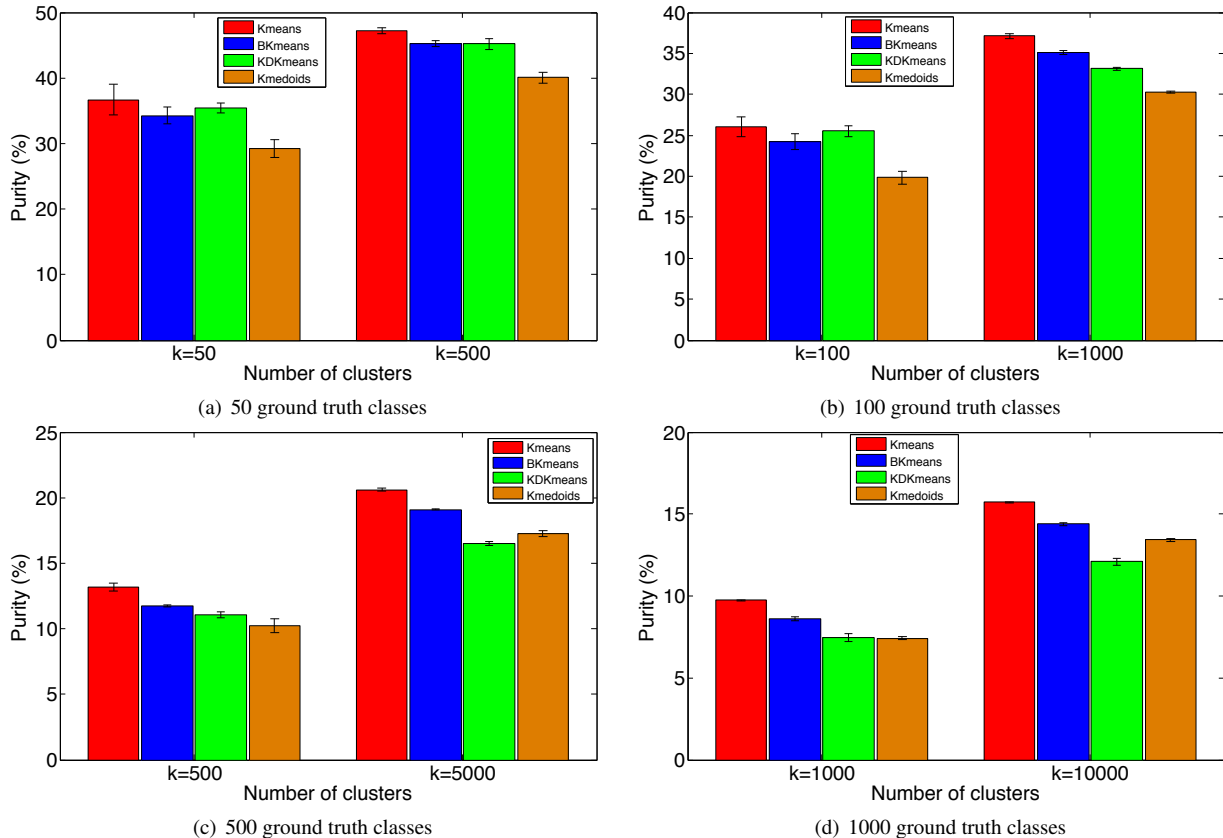 50
40
30
20
10
0
Purity (%)
Kmeans
BKmeans
KDKmeans
Kmedoids
k=50 k=500
Number of clusters
(a) 50 ground truth classes
40
35
30
25
20
15
10
5
0
Purity (%)
Kmeans
BKmeans
KDKmeans
Kmedoids
k=100 k=1000
Number of clusters
(b) 100 ground truth classes
25
20
15
10
5
0
Purity (%)
Kmeans
BKmeans
KDKmeans
Kmedoids
k=500 k=5000
Number of clusters
(c) 500 ground truth classes
20
15
10
5
0
Purity (%)
Kmeans
BKmeans
KDKmeans
Kmedoids
k=1000 k=10000
Number of clusters
(d) 1000 ground truth classes